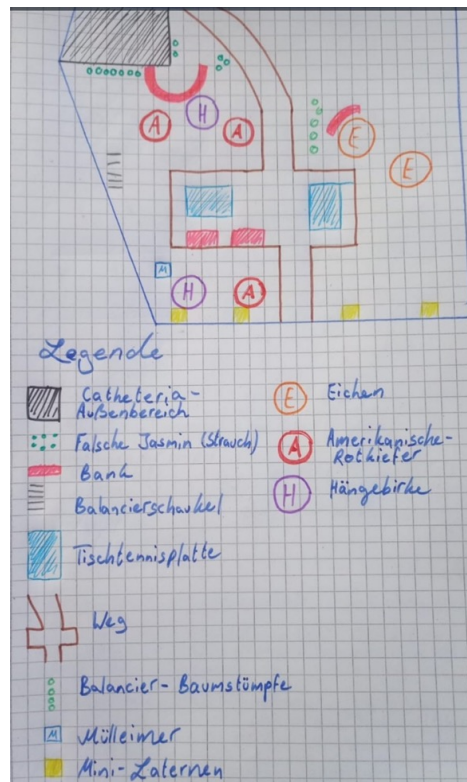 A
H
A
E
E
M
H
A
Legende
Catheteria-
Außenbereich
Falsche Jasmin (Strauch)
Bank
Balancierschaukel
Tischtennisplatte
Weg
Balancier-Baumstümpfe
M Mülleimer
Mini-Laternen
E Eichen
A Amerikanische-
Rotkiefer
H Hängebirke